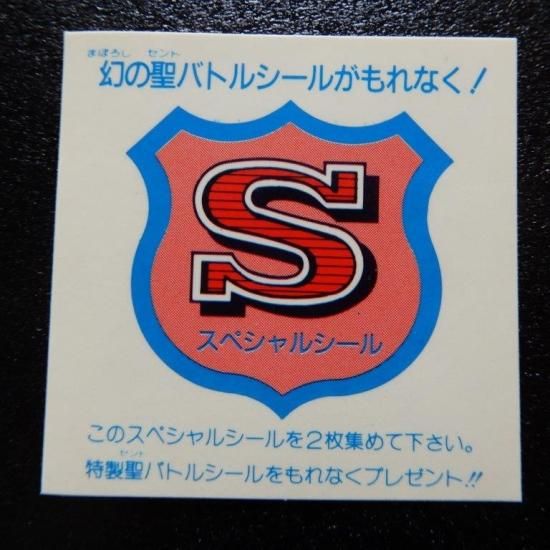 まぼろし セント
幻の聖バトルシールがもれなく!
S
スペシャルシール
このスペシャルシールを2枚集めて下さい。
セント
特製聖バトルシールをもれなくプレゼント!!